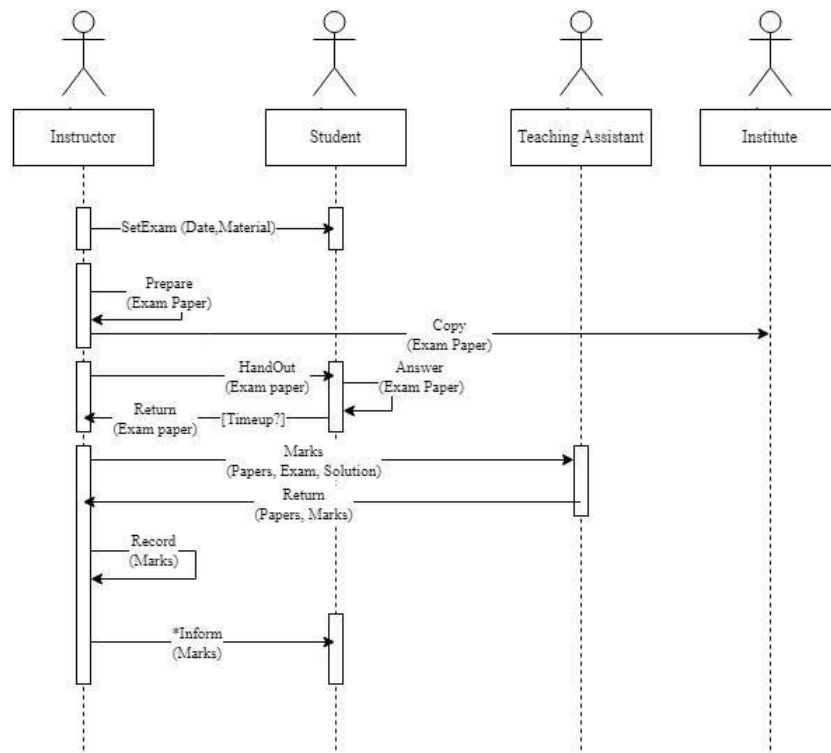 Instructor
Student
Teaching Assistant
Institute
SetExam (Date,Material)
Prepare
(Exam Paper)
Copy
(Exam Paper)
HandOut
(Exam paper)
Answer
(Exam Paper)
Return
(Exam paper)
[Timeup?]
Marks
(Papers, Exam, Solution)
Return
(Papers, Marks)
Record
(Marks)
*Inform
(Marks)